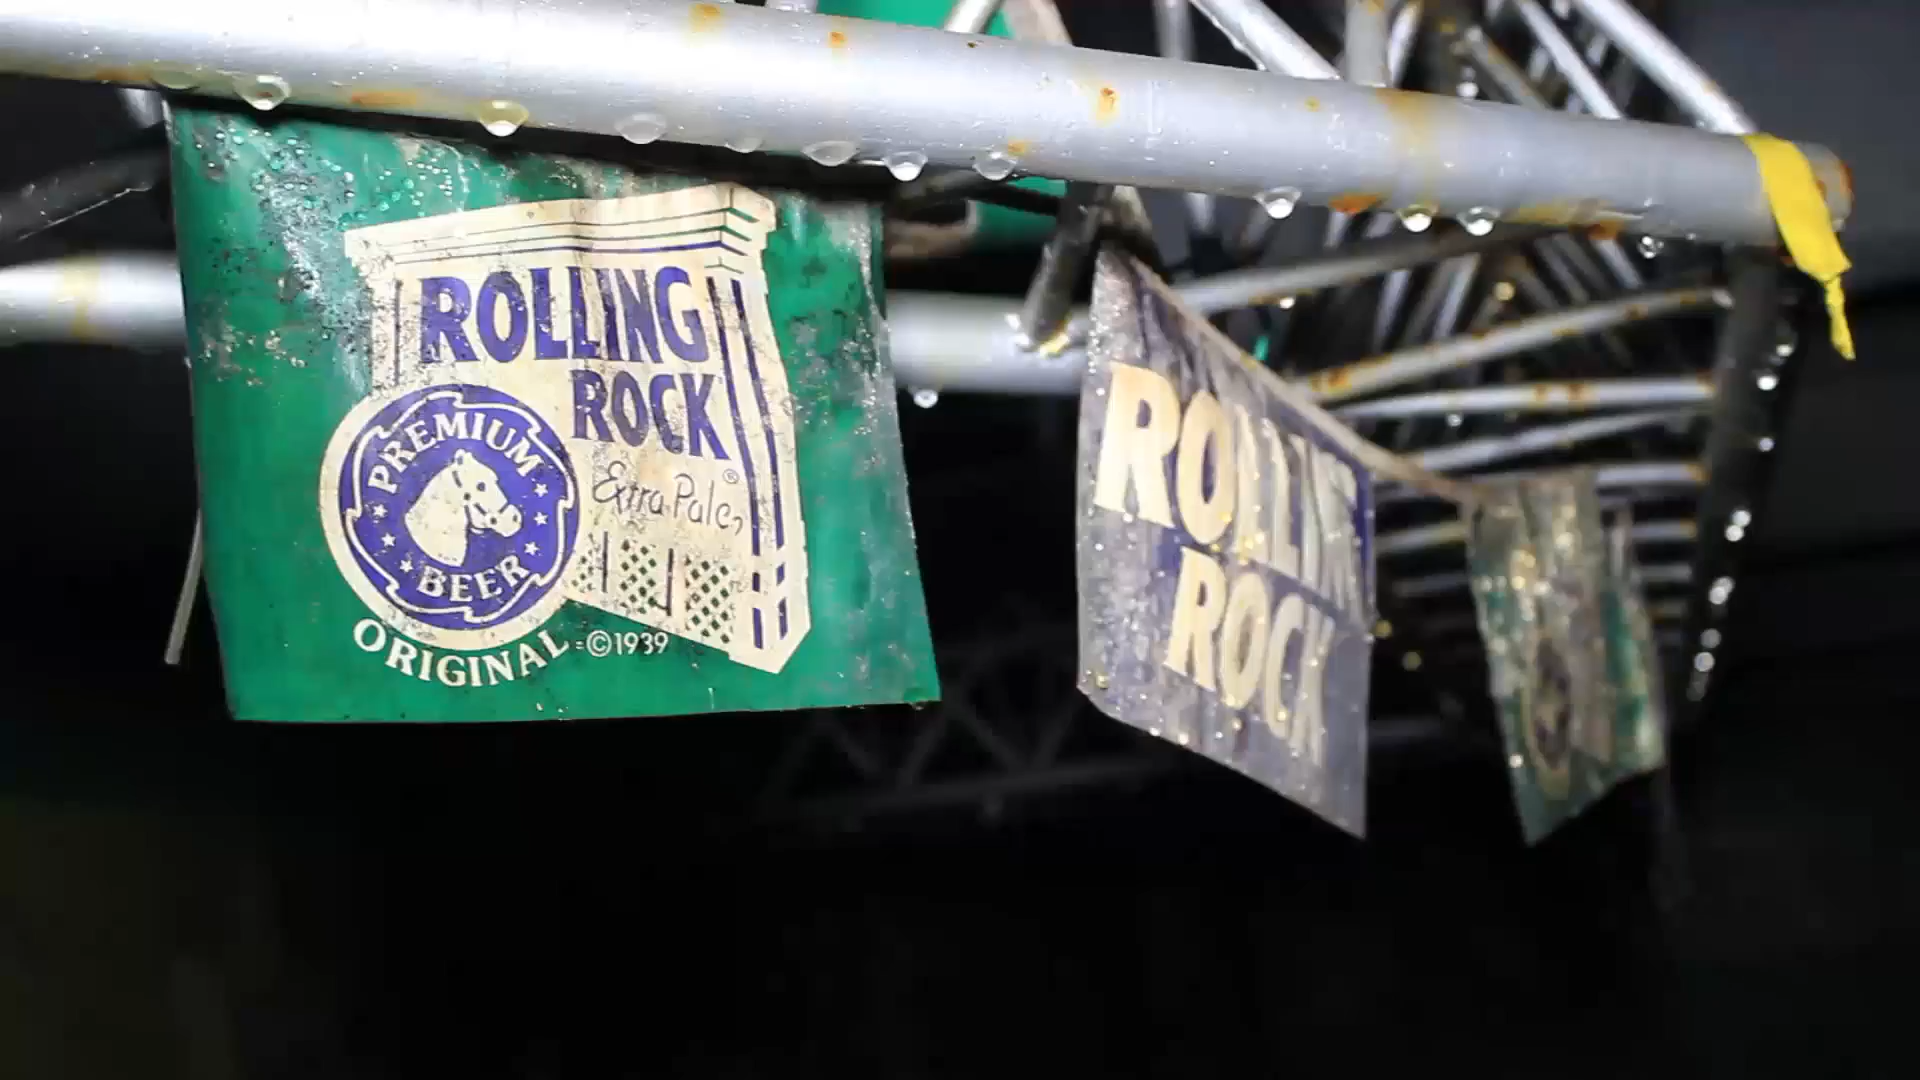 ROLLING
ROCK
Extra Pale
®
PREMIUM
BEER
ORIGINAL ©1939
ROLLING
ROCK